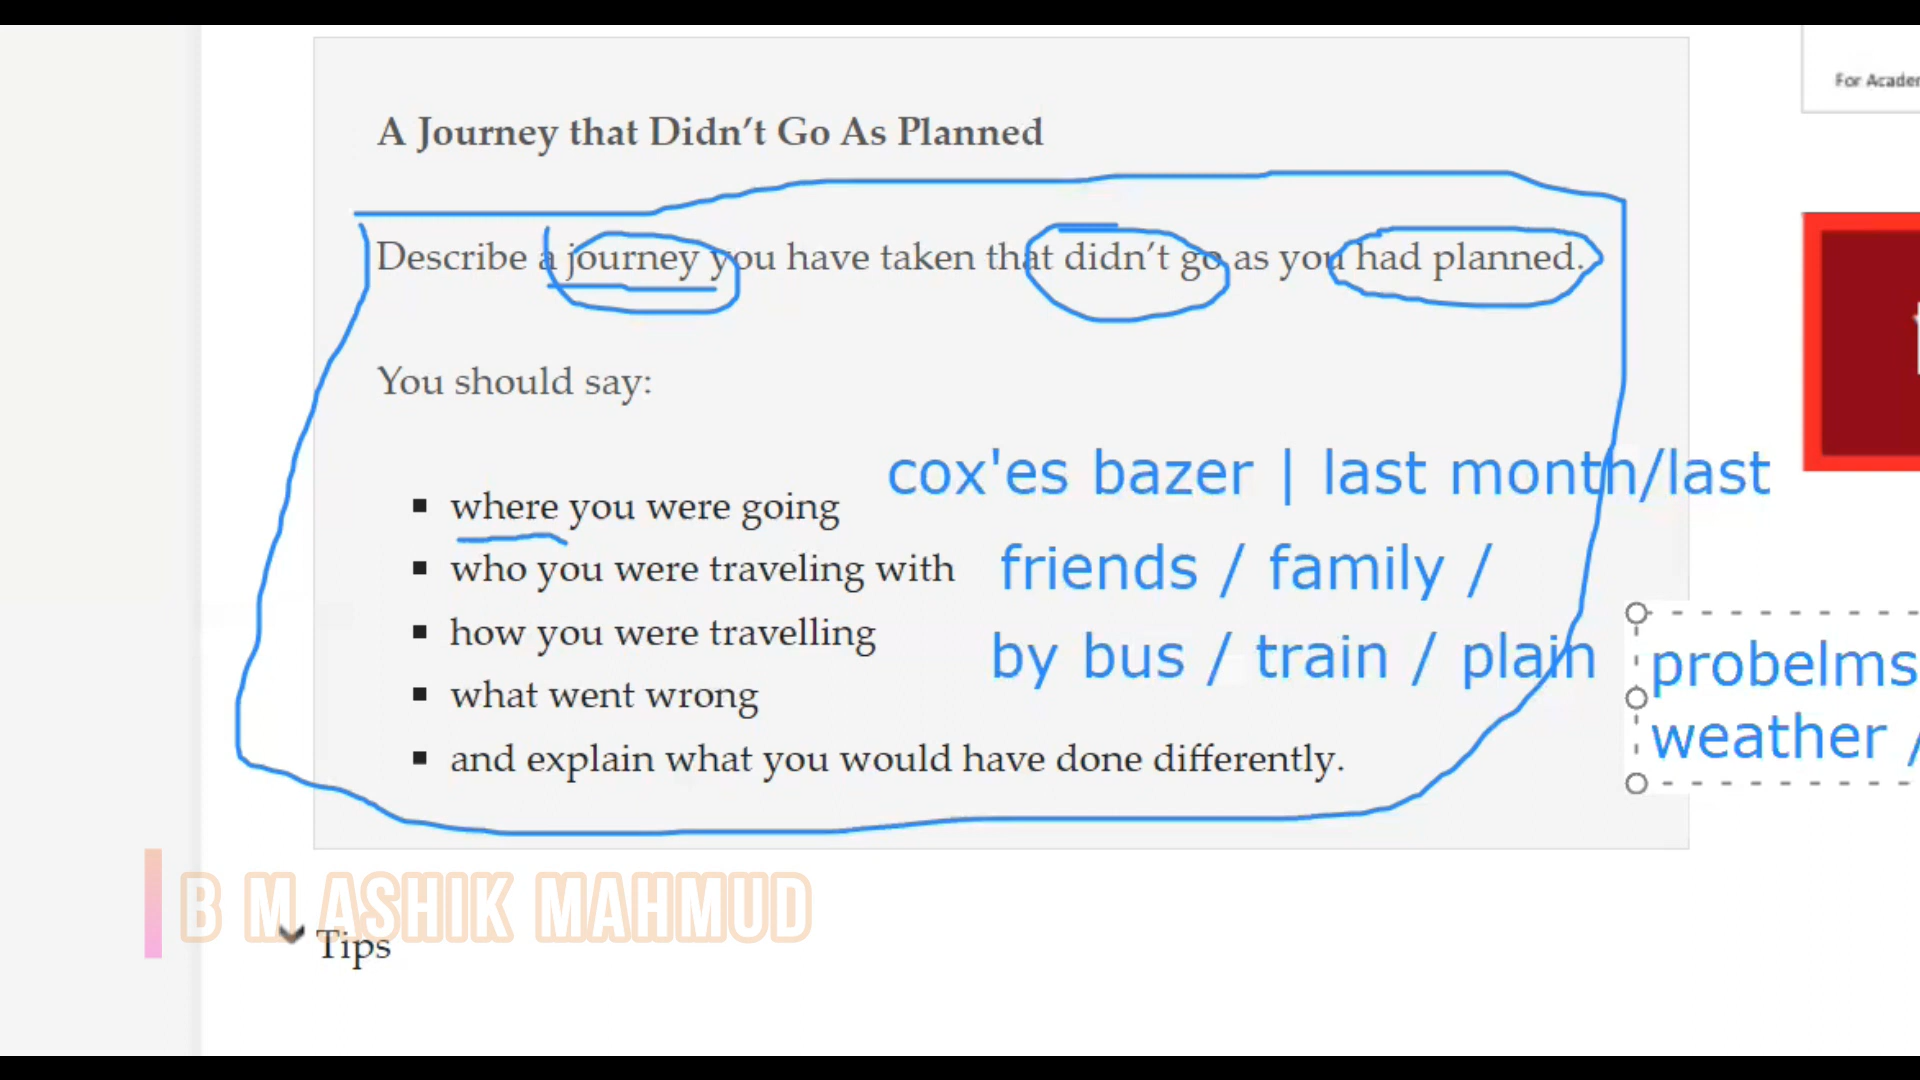 For Acade
A Journey that Didn't Go As Planned
Describe a journey you have taken that didn't go as you had planned.
You should say:
cox'es bazer | last month/last
where you were going
who you were traveling with friends / family /
how you were travelling by bus / train / plain
probelms
what went wrong
weather /
and explain what you would have done differently.
B M ASHIK MAHMUD
Tips